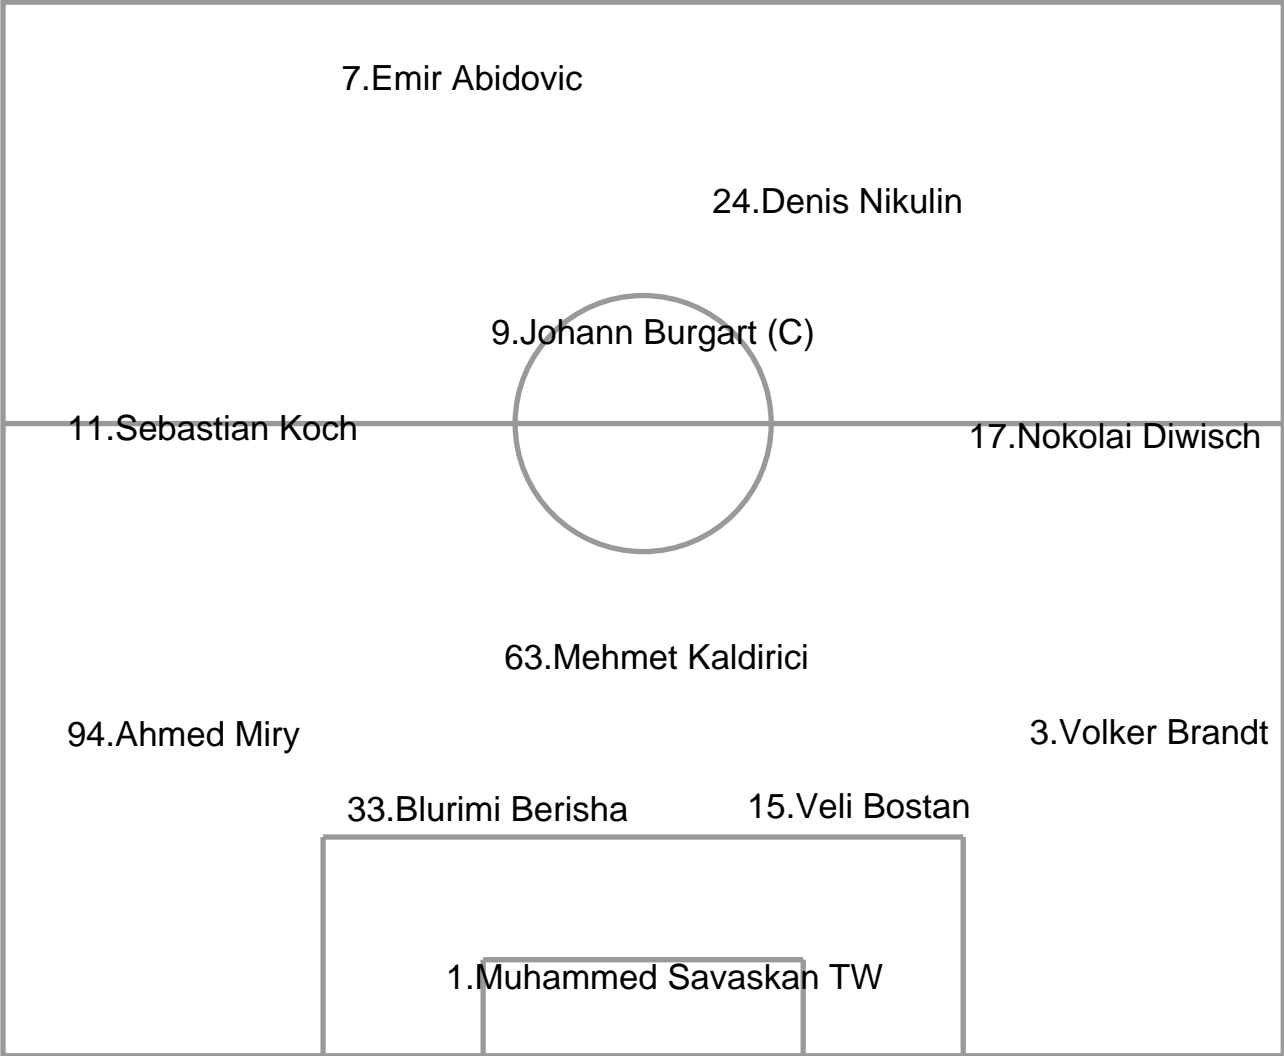 7.Emir Abidovic
24.Denis Nikulin
9.Johann Burgart (C)
11.Sebastian Koch
17.Nokolai Diwisch
63.Mehmet Kaldirici
94.Ahmed Miry
3.Volker Brandt
33.Blurimi Berisha
15.Veli Bostan
1.Muhammed Savaskan TW